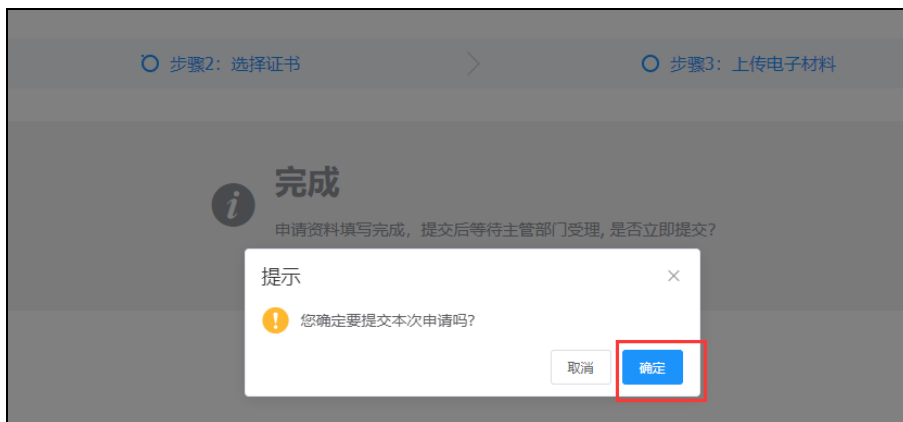 步骤2：选择证书
步骤3：上传电子材料
完成
申请资料填写完成，提交后等待主管部门受理, 是否立即提交?
提示
您确定要提交本次申请吗?
取消 确定